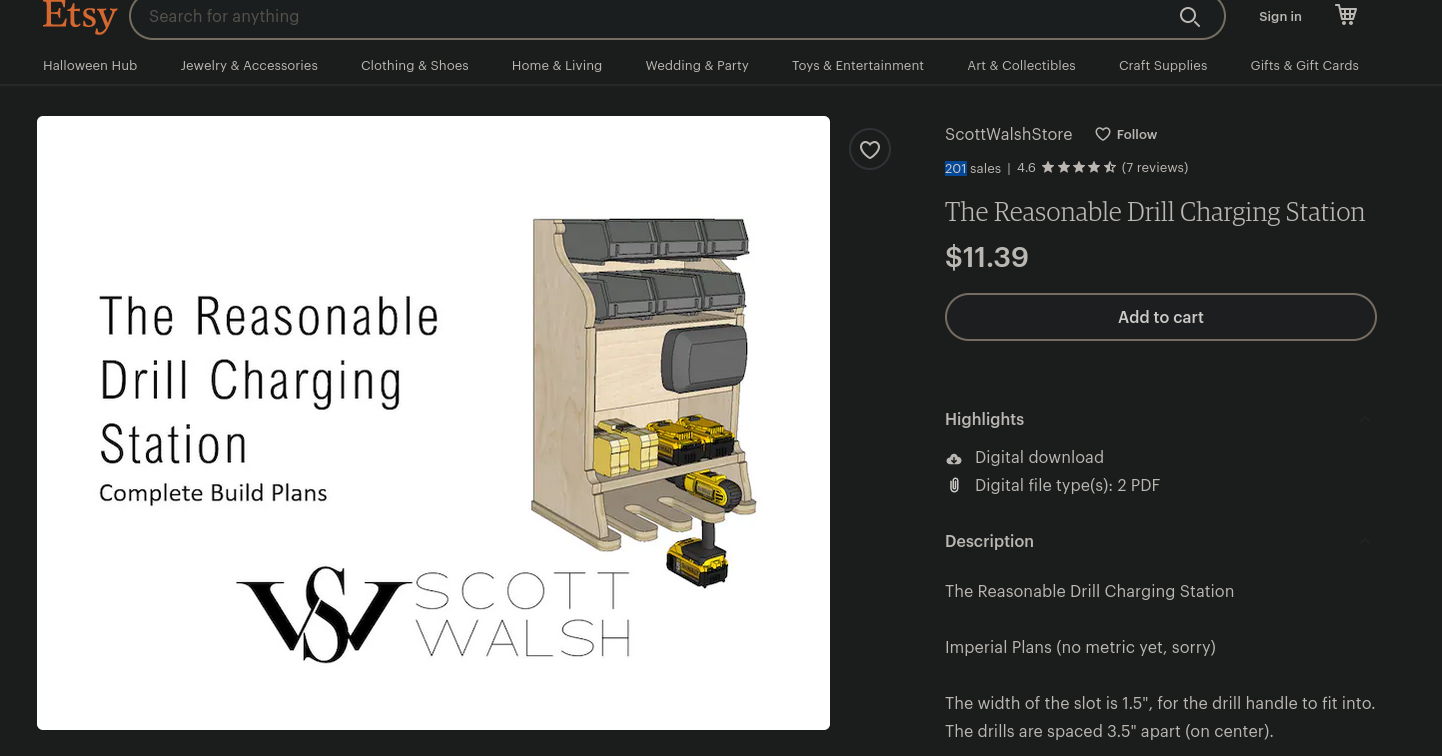 Etsy
Search for anything
Sign in
Halloween Hub Jewelry & Accessories Clothing & Shoes Home & Living Wedding & Party Toys & Entertainment Art & Collectibles Craft Supplies Gifts & Gift Cards
The Reasonable
Drill Charging
Station
Complete Build Plans
SW SCOTT
WALSH
ScottWalshStore Follow
201 sales | 4.6 (7 reviews)
The Reasonable Drill Charging Station
$11.39
Add to cart
Highlights
Digital download
Digital file type(s): 2 PDF
Description
The Reasonable Drill Charging Station
Imperial Plans (no metric yet, sorry)
The width of the slot is 1.5", for the drill handle to fit into.
The drills are spaced 3.5" apart (on center).